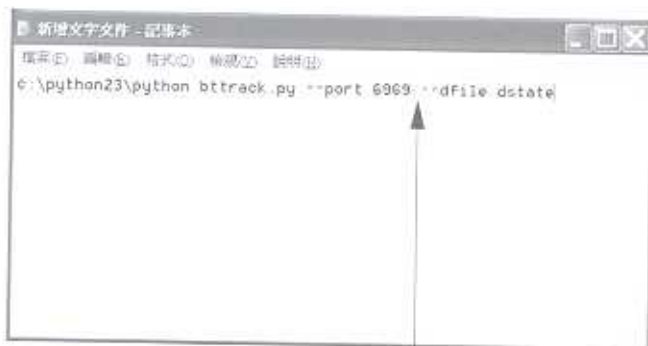 新增文字文件 - 記事本
檔案(F) 編輯(E) 格式(O) 檢視(V) 說明(H)
c:\python23\python bttrack.py --port 6969 --dfile dstate